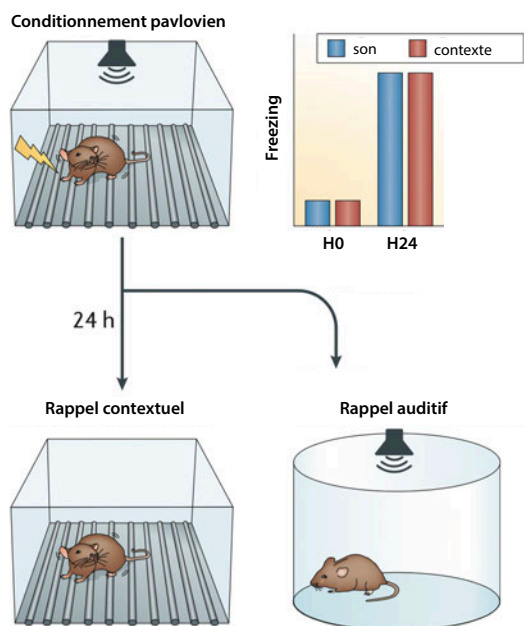 Conditionnement pavlovien
son
contexte
Freezing
H0
H24
24 h
Rappel contextuel
Rappel auditif